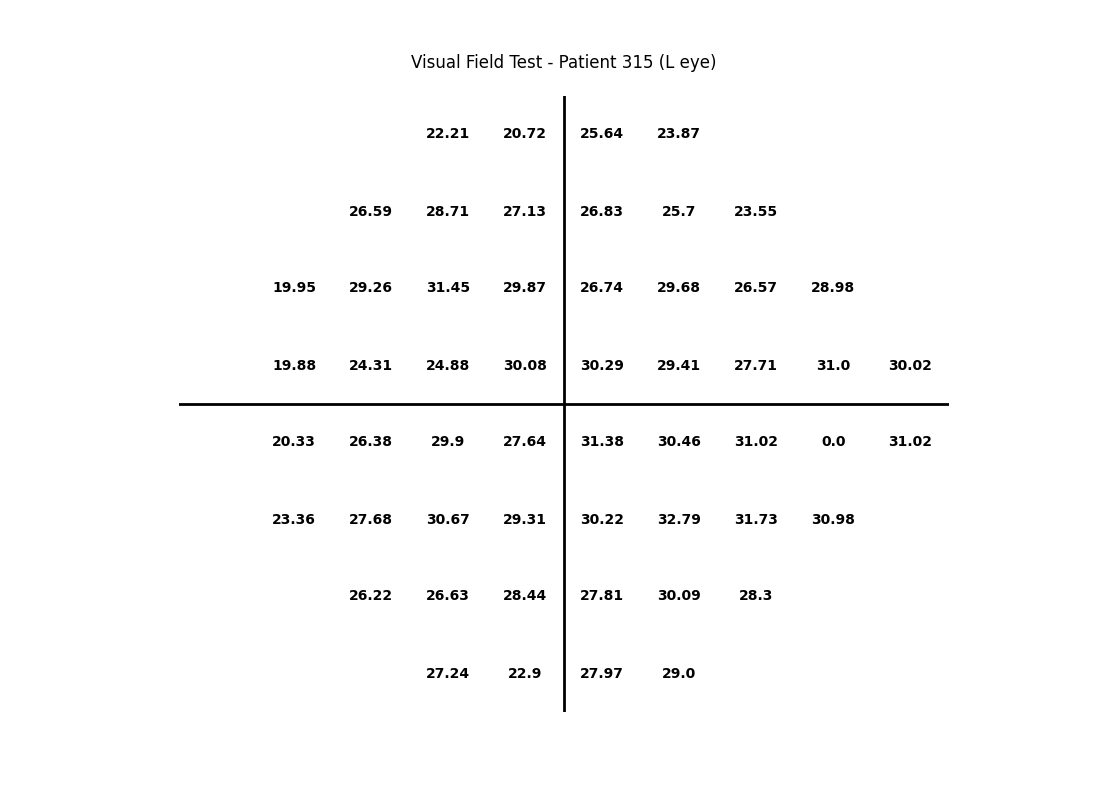 Visual Field Test - Patient 315 (L eye)
22.21 20.72 25.64 23.87
26.59 28.71 27.13 26.83 25.7 23.55
19.95 29.26 31.45 29.87 26.74 29.68 26.57 28.98
19.88 24.31 24.88 30.08 30.29 29.41 27.71 31.0 30.02
20.33 26.38 29.9 27.64 31.38 30.46 31.02 0.0 31.02
23.36 27.68 30.67 29.31 30.22 32.79 31.73 30.98
26.22 26.63 28.44 27.81 30.09 28.3
27.24 22.9 27.97 29.0